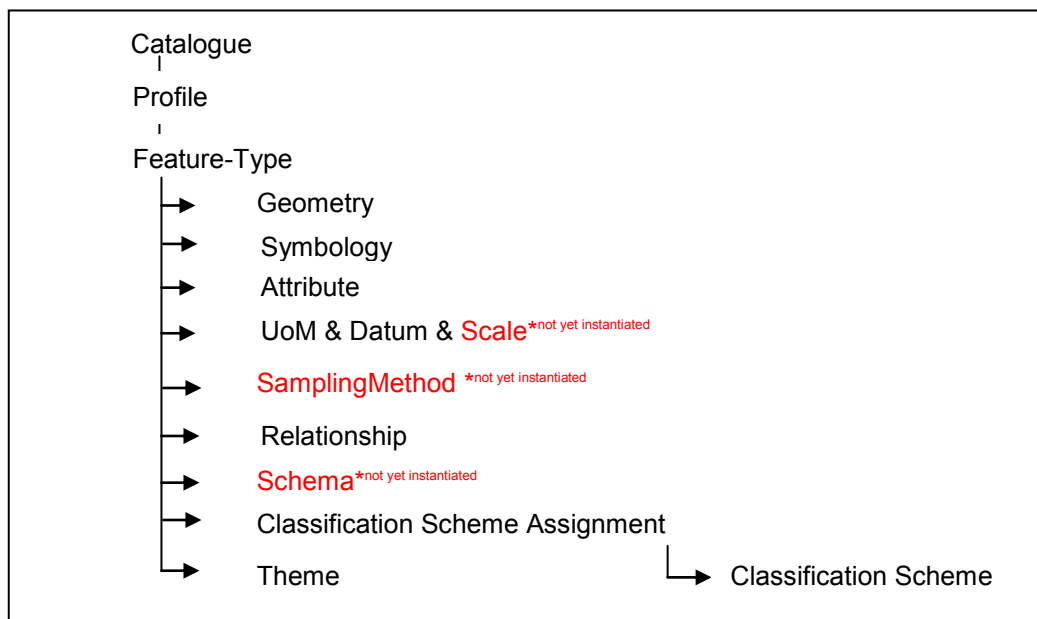 Catalogue
Profile
Feature-Type
Geometry
Symbology
Attribute
UoM & Datum & Scale*not yet instantiated
SamplingMethod *not yet instantiated
Relationship
Schema*not yet instantiated
Classification Scheme Assignment
Theme
Classification Scheme